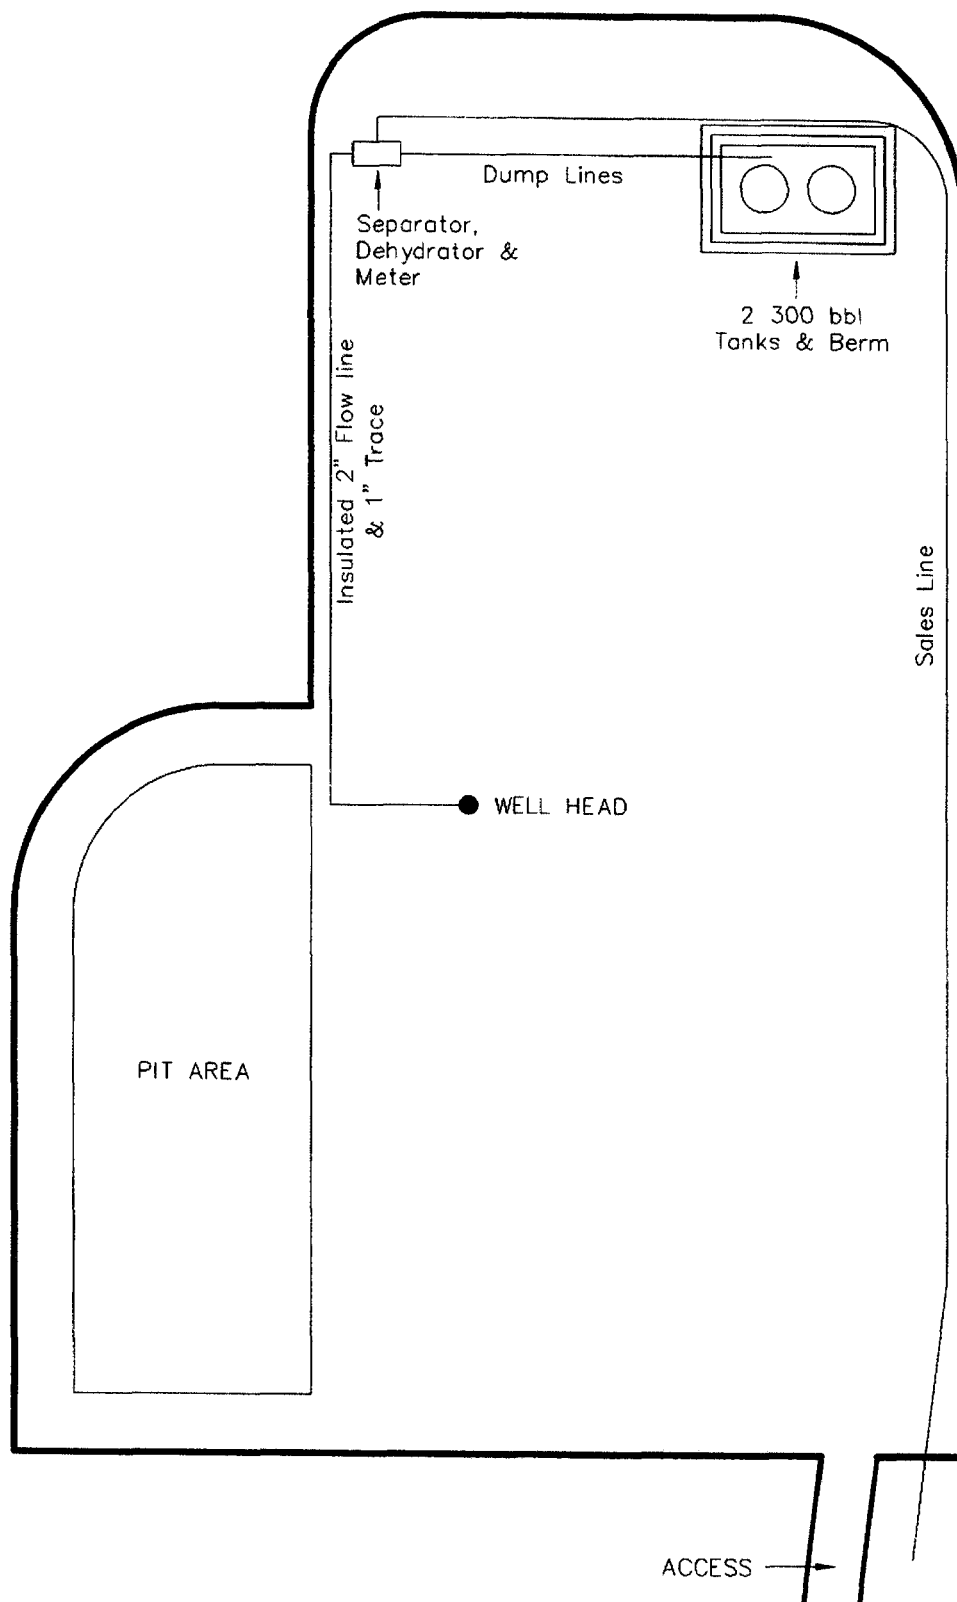 Dump Lines
Separator,
Dehydrator &
Meter
2 300 bbl
Tanks & Berm
Insulated 2" Flow line
& 1" Trace
Sales Line
WELL HEAD
PIT AREA
ACCESS